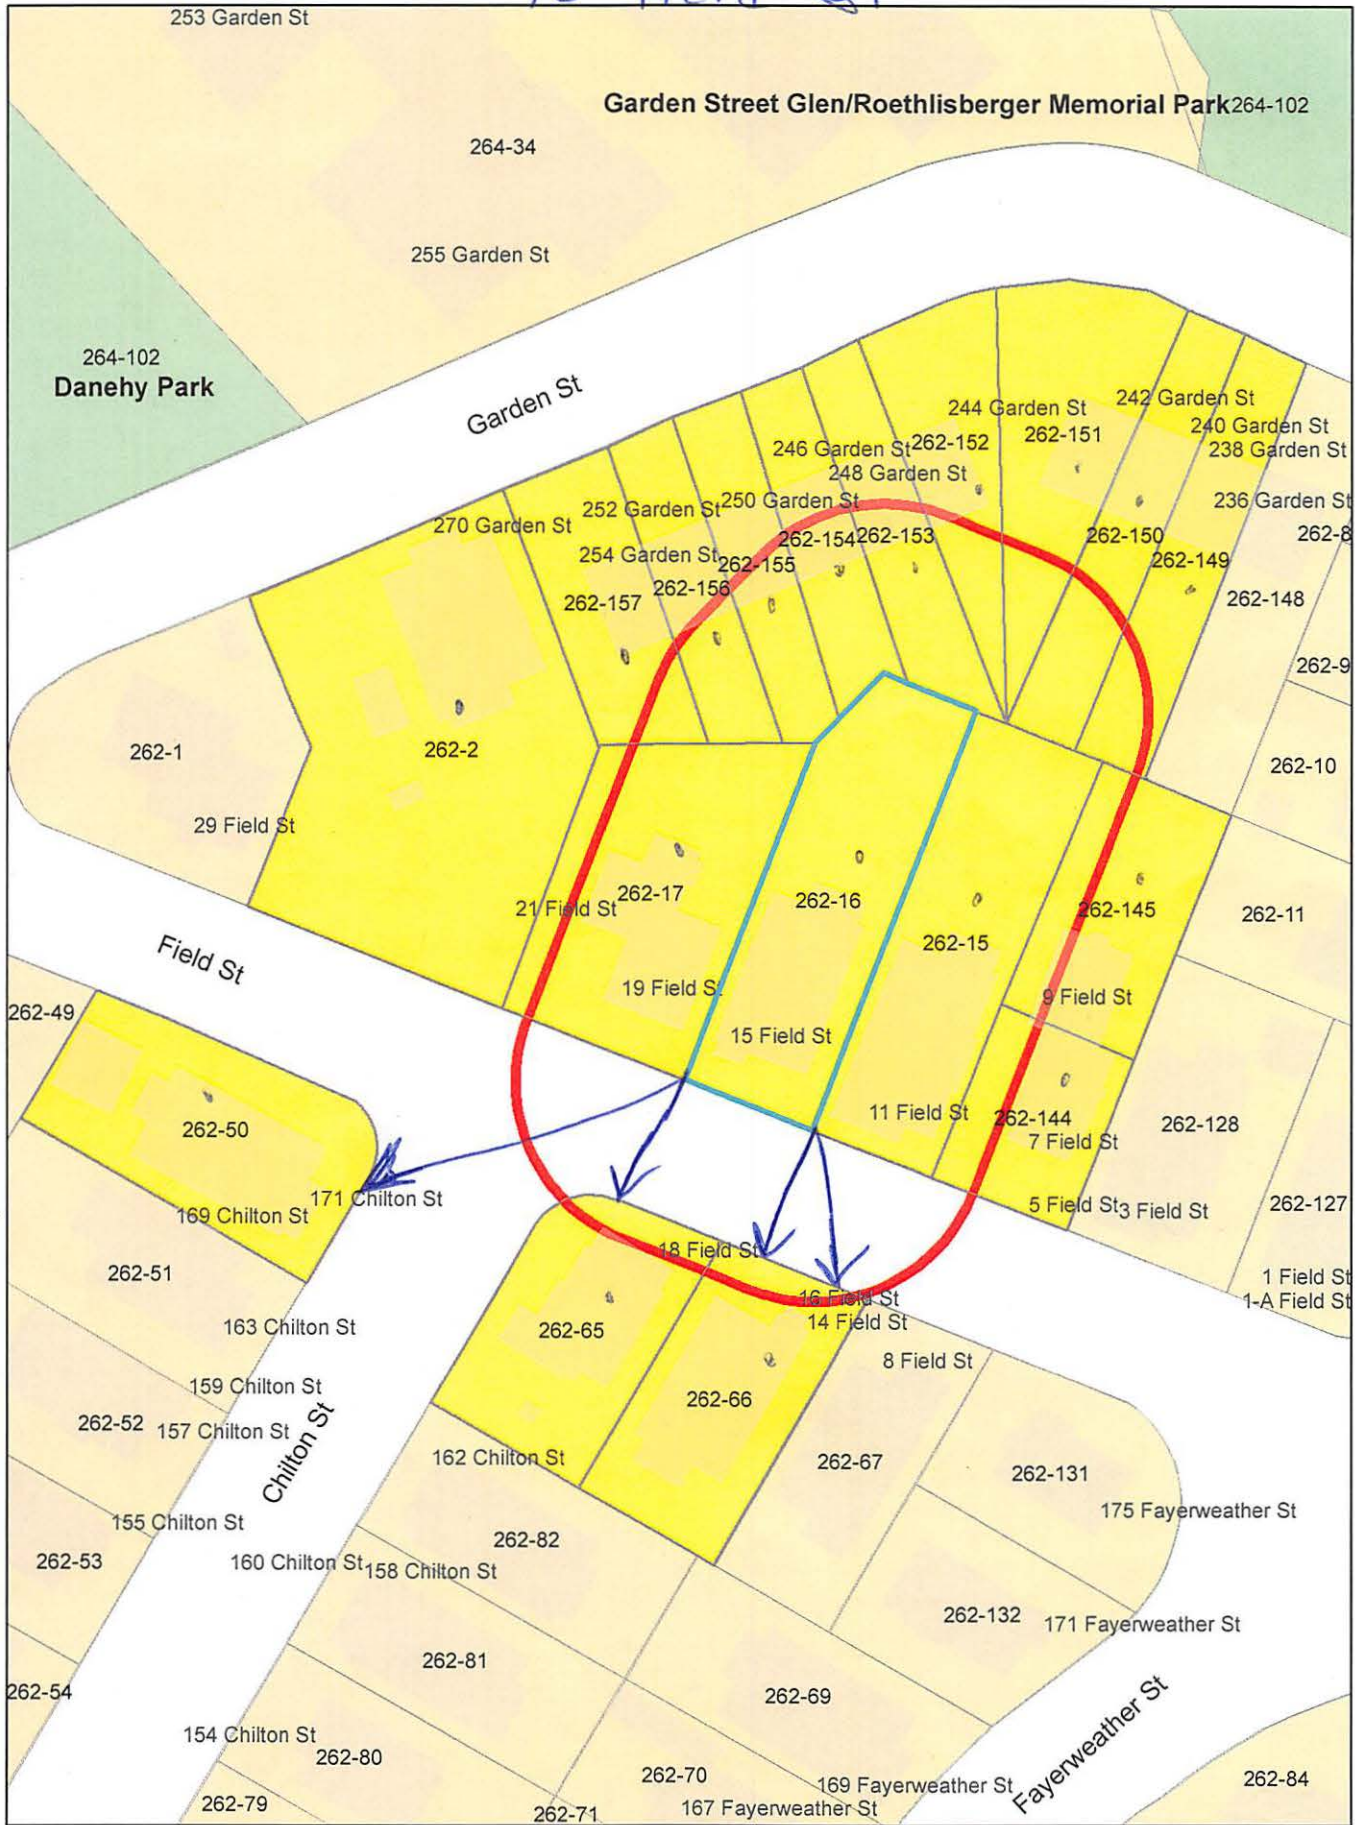 253 Garden St
Garden Street Glen/Roethlisberger Memorial Park 264-102
264-34
255 Garden St
264-102
Danehy Park
Garden St
242 Garden St
244 Garden St
240 Garden St
262-151
262-152
246 Garden St
238 Garden St
248 Garden St
252 Garden St
250 Garden St
236 Garden St
270 Garden St
262-154
262-153
262-150
262-8
254 Garden St
262-155
262-149
262-156
262-157
262-148
262-9
262-1
262-2
262-10
29 Field St
262-17
262-16
21 Field St
262-145
262-11
262-15
Field St
19 Field St
9 Field St
262-49
15 Field St
11 Field St
262-144
262-50
7 Field St
262-128
171 Chilton St
5 Field St
3 Field St
262-127
169 Chilton St
18 Field St
262-51
1 Field St
16 Field St
1-A Field St
163 Chilton St
262-65
14 Field St
8 Field St
159 Chilton St
262-66
262-52
157 Chilton St
Chilton St
162 Chilton St
262-67
262-131
175 Fayerweather St
155 Chilton St
262-82
262-53
160 Chilton St
158 Chilton St
262-132
171 Fayerweather St
262-81
262-54
262-69
Fayerweather St
154 Chilton St
262-80
262-70
169 Fayerweather St
262-84
262-79
262-71
167 Fayerweather St